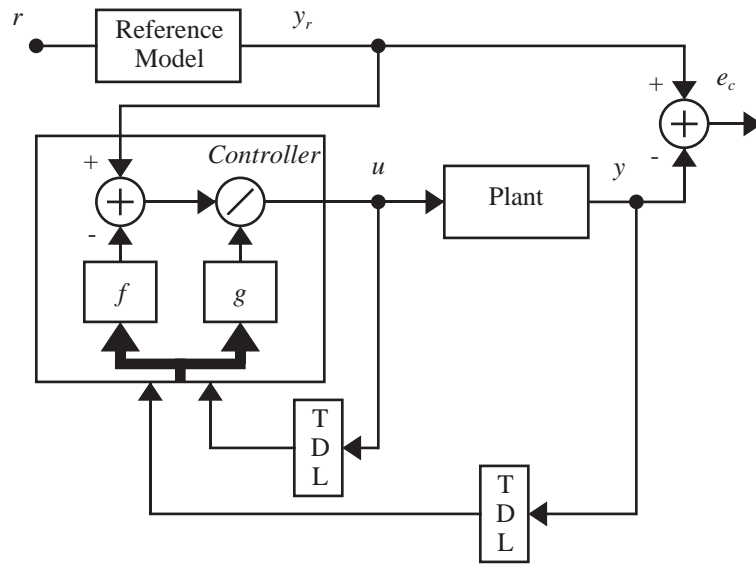 r
Reference
Model
y_r
+
e_c
+
-
+
Controller
u
y
Plant
+
-
f
g
T
D
L
T
D
L